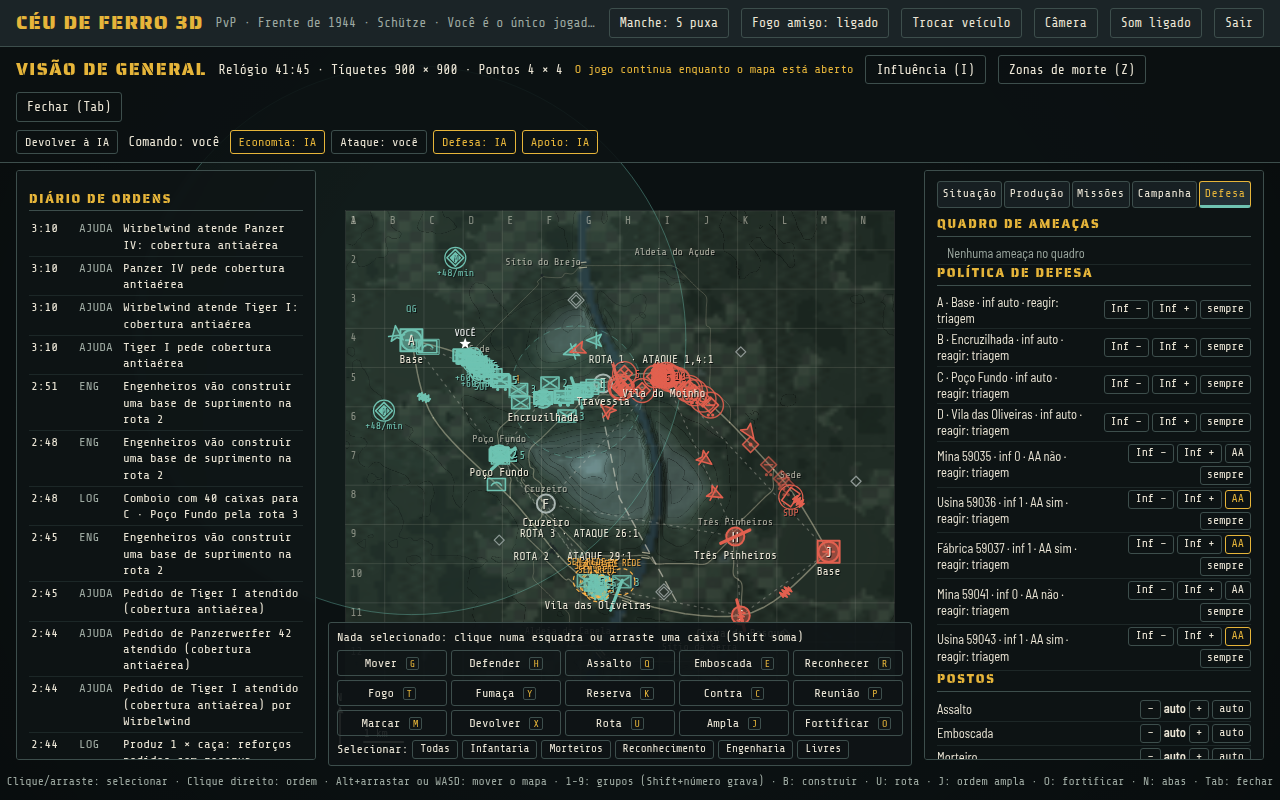 CÉU DE FERRO 3D
PvP · Frente de 1944 · Schütze · Você é o único jogad…
Manche: S puxa
Fogo amigo: ligado
Trocar veículo
Câmera
Som ligado
Sair
VISÃO DE GENERAL
Relógio 41:45 · Tíquetes 900 × 900 · Pontos 4 × 4
O jogo continua enquanto o mapa está aberto
Influência (I)
Zonas de morte (Z)
Fechar (Tab)
Devolver à IA
Comando: você
Economia: IA
Ataque: você
Defesa: IA
Apoio: IA
DIÁRIO DE ORDENS
3:10 AJUDA Wirbelwind atende Panzer
IV: cobertura antiaérea
3:10 AJUDA Panzer IV pede cobertura
antiaérea
3:10 AJUDA Wirbelwind atende Tiger I:
cobertura antiaérea
3:10 AJUDA Tiger I pede cobertura
antiaérea
2:51 ENG Engenheiros vão construir
uma base de suprimento na
rota 2
2:48 ENG Engenheiros vão construir
uma base de suprimento na
rota 2
2:48 LOG Comboio com 40 caixas para
C · Poço Fundo pela rota 3
2:45 ENG Engenheiros vão construir
uma base de suprimento na
rota 2
2:45 AJUDA Pedido de Tiger I atendido
(cobertura antiaérea)
2:44 AJUDA Pedido de Panzerwerfer 42
atendido (cobertura
antiaérea)
2:44 AJUDA Pedido de Tiger I atendido
(cobertura antiaérea) por
Wirbelwind
2:44 LOG Produz 1 × caça: reforços
A B C D E F G H I J K L M N
1
2
3
4
5
6
7
8
9
10
11
Aldeia do Açude
Sítio do Brejo
+48/min
QG
VOCÊ
A
Base
ROTA 1 · ATAQUE 1,4:1
Vila do Moinho
Travessia
Encruzilhada
+48/min
Poço Fundo
Poço Fundo
Sede
SUP
Cruzeiro
F
Cruzeiro
ROTA 3 · ATAQUE 26:1
Três Pinheiros
H
Três Pinheiros
J
Base
ROTA 2 · ATAQUE 29:1
Vila das Oliveiras
Nada selecionado: clique numa esquadra ou arraste uma caixa (Shift soma)
Mover G
Defender H
Assalto Q
Emboscada E
Reconhecer R
Fogo T
Fumaça Y
Reserva K
Contra C
Reunião P
Marcar M
Devolver X
Rota U
Ampla J
Fortificar O
Selecionar:
Todas
Infantaria
Morteiros
Reconhecimento
Engenharia
Livres
Situação
Produção
Missões
Campanha
Defesa
QUADRO DE AMEAÇAS
Nenhuma ameaça no quadro
POLÍTICA DE DEFESA
A · Base · inf auto · reagir:
triagem
Inf − Inf + sempre
B · Encruzilhada · inf auto ·
reagir: triagem
Inf − Inf + sempre
C · Poço Fundo · inf auto ·
reagir: triagem
Inf − Inf + sempre
D · Vila das Oliveiras · inf auto ·
reagir: triagem
Inf − Inf + sempre
Mina 59035 · inf 0 · AA não ·
reagir: triagem
Inf − Inf + AA
sempre
Usina 59036 · inf 1 · AA sim ·
reagir: triagem
Inf − Inf + AA
sempre
Fábrica 59037 · inf 1 · AA sim ·
reagir: triagem
Inf − Inf + AA
sempre
Mina 59041 · inf 0 · AA não ·
reagir: triagem
Inf − Inf + AA
sempre
Usina 59043 · inf 1 · AA sim ·
reagir: triagem
Inf − Inf + AA
sempre
POSTOS
Assalto − auto + auto
Emboscada − auto + auto
Morteiro − auto + auto
Clique/arraste: selecionar · Clique direito: ordem · Alt+arrastar ou WASD: mover o mapa · 1-9: grupos (Shift+número grava) · B: construir · U: rota · J: ordem ampla · O: fortificar · N: abas · Tab: fechar